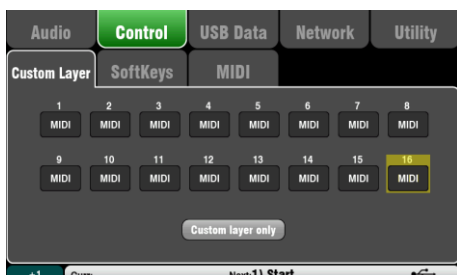 Audio Control USB Data Network Utility
Custom Layer SoftKeys MIDI
1 2 3 4 5 6 7 8
MIDI MIDI MIDI MIDI MIDI MIDI MIDI MIDI
9 10 11 12 13 14 15 16
MIDI MIDI MIDI MIDI MIDI MIDI MIDI MIDI
Custom layer only
+1 Curr: Next:1) Start